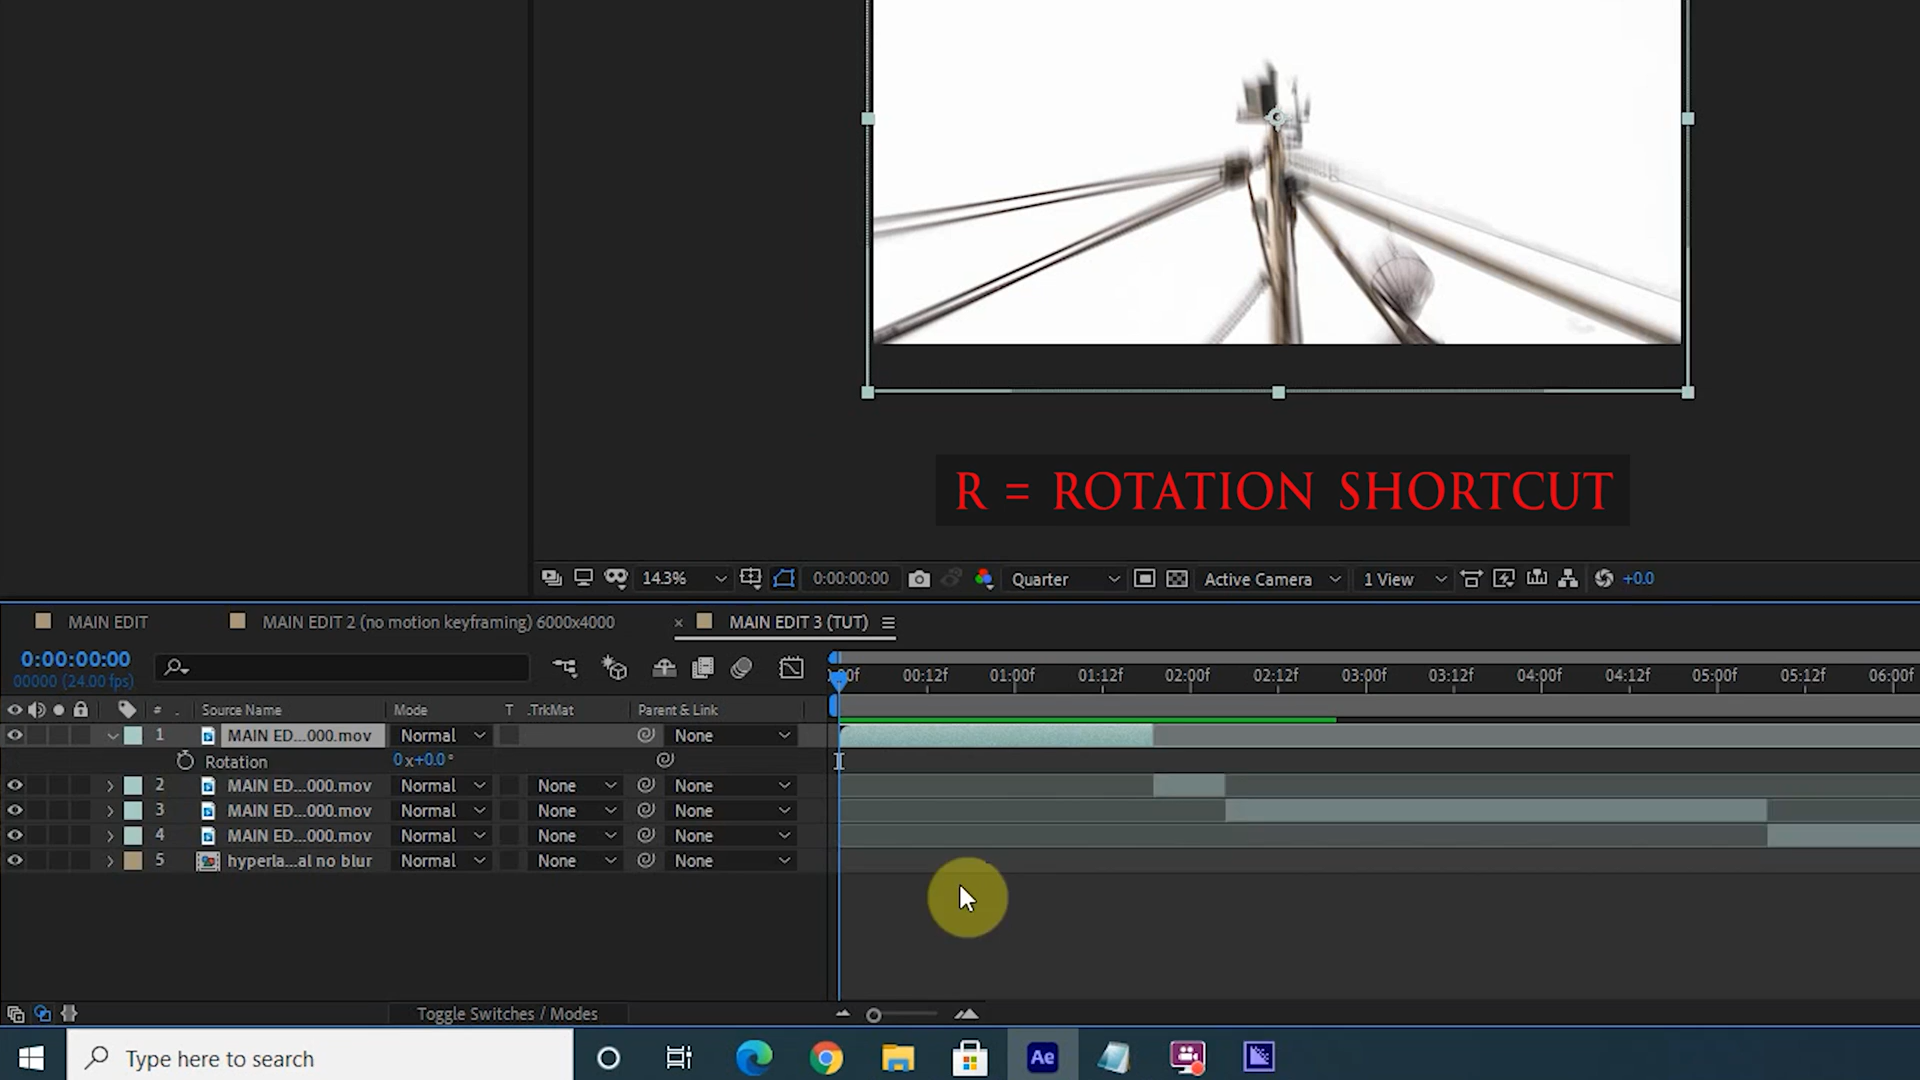 R = ROTATION SHORTCUT
14.3%
0:00:00:00
Quarter
Active Camera
1 View
+0.0
MAIN EDIT
MAIN EDIT 2 (no motion keyframing) 6000x4000
× MAIN EDIT 3 (TUT)
0:00:00:00
00000 (24.00 fps)
00f 00:12f 01:00f 01:12f 02:00f 02:12f 03:00f 03:12f 04:00f 04:12f 05:00f 05:12f 06:00f
# . Source Name Mode T .TrkMat Parent & Link
1 MAIN ED...000.mov Normal None
Rotation 0x+0.0°
2 MAIN ED...000.mov Normal None None
3 MAIN ED...000.mov Normal None None
4 MAIN ED...000.mov Normal None None
5 hyperla...al no blur Normal None None
Toggle Switches / Modes
Type here to search
Ae